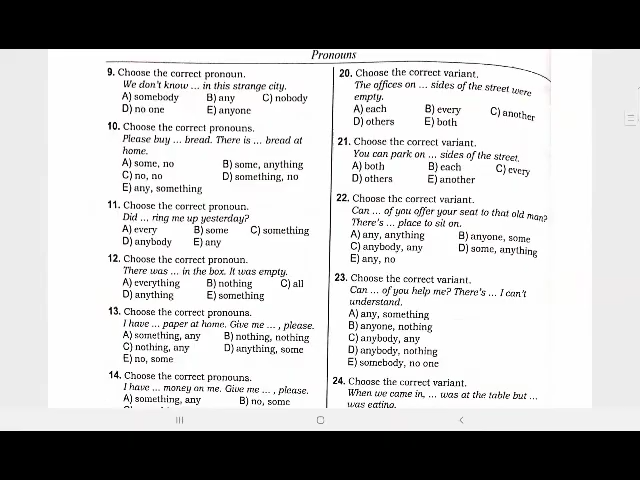 Pronouns
9. Choose the correct pronoun.
We don't know ... in this strange city.
A) somebody B) any C) nobody
D) no one E) anyone
10. Choose the correct pronouns.
Please buy ... bread. There is ... bread at
home.
A) some, no B) some, anything
C) no, no D) something, no
E) any, something
11. Choose the correct pronouns.
Did ... ring me up yesterday?
A) every B) some C) something
D) anybody E) any
12. Choose the correct pronoun.
There was ... in the box. It was empty.
A) everything B) nothing C) all
D) anything E) something
13. Choose the correct pronouns.
I have ... paper at home. Give me ... , please.
A) something, any B) nothing, nothing
C) nothing, any D) anything, some
E) no, some
14. Choose the correct pronouns.
I have ... money on me. Give me ... , please.
A) something, any B) no, some
20. Choose the correct variant.
The offices on ... sides of the street were
empty.
A) each B) every C) another
D) others E) both
21. Choose the correct variant.
You can park on ... sides of the street.
A) both B) each C) every
D) others E) another
22. Choose the correct variant.
Can ... of you offer your seat to that old man?
There's ... place to sit on.
A) any, anything B) anyone, some
C) anybody, any D) some, anything
E) any, no
23. Choose the correct variant.
Can ... of you help me? There's ... I can't
understand.
A) any, something
B) anyone, nothing
C) anybody, any
D) anybody, nothing
E) somebody, no one
24. Choose the correct variant.
When we came in, ... was at the table but ...
was eating.